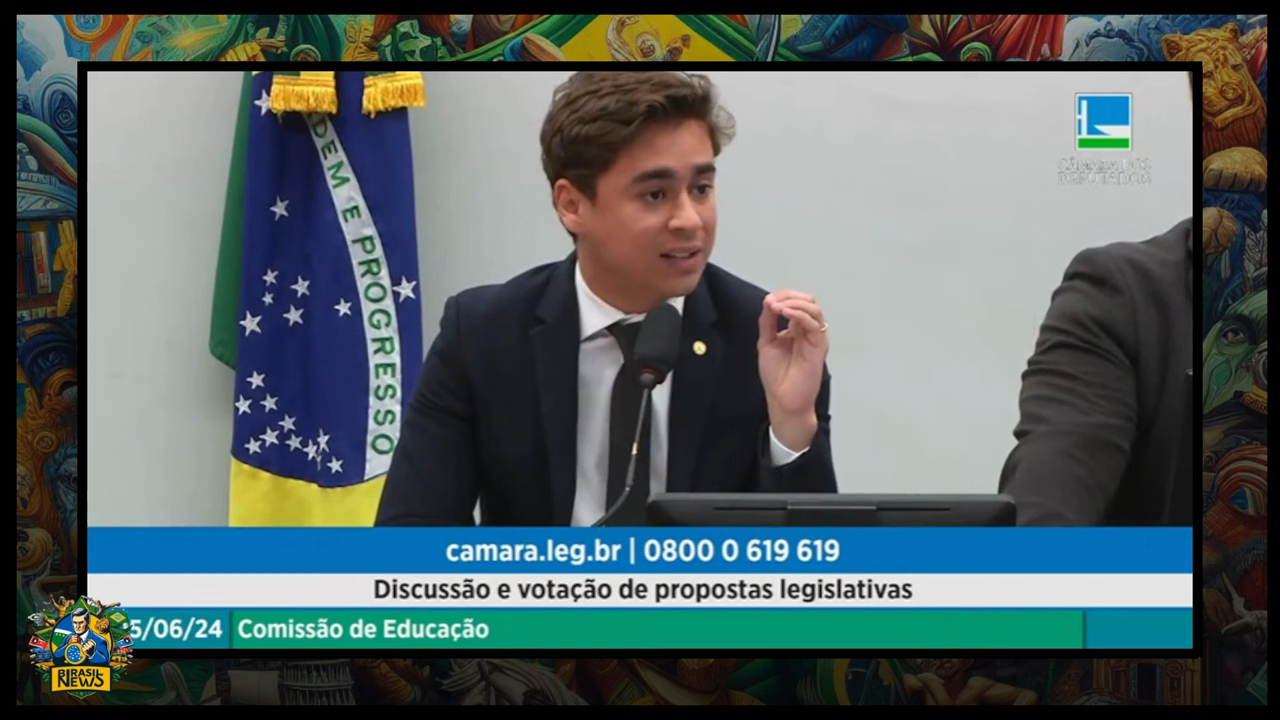 CÂMARA DOS
DEPUTADOS
DEM E PROGRESSO
camara.leg.br | 0800 0 619 619
Discussão e votação de propostas legislativas
5/06/24 Comissão de Educação
BRASIL
NEWS